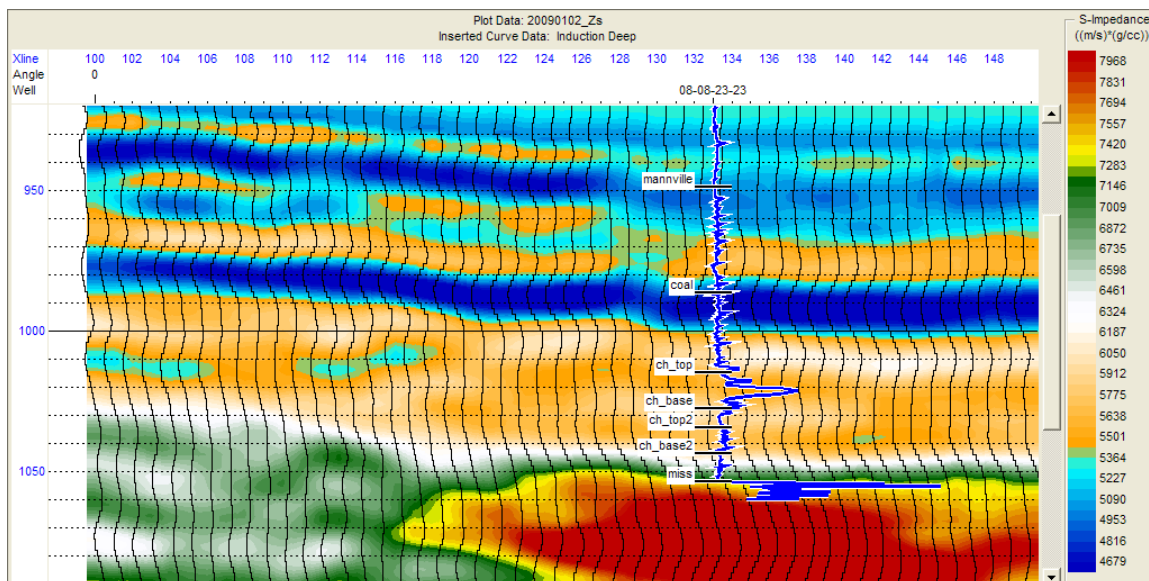 Plot Data: 20090102_Zs
Inserted Curve Data: Induction Deep
S-Impedance
((m/s)*(g/cc))
Xline 100 102 104 106 108 110 112 114 116 118 120 122 124 126 128 130 132 134 136 138 140 142 144 146 148
Angle 0
Well 08-08-23-23
mannville
950
coal
1000
ch_top
ch_base
ch_top2
ch_base2
1050
miss
7968
7831
7694
7557
7420
7283
7146
7009
6872
6735
6598
6461
6324
6187
6050
5912
5775
5638
5501
5364
5227
5090
4953
4816
4679